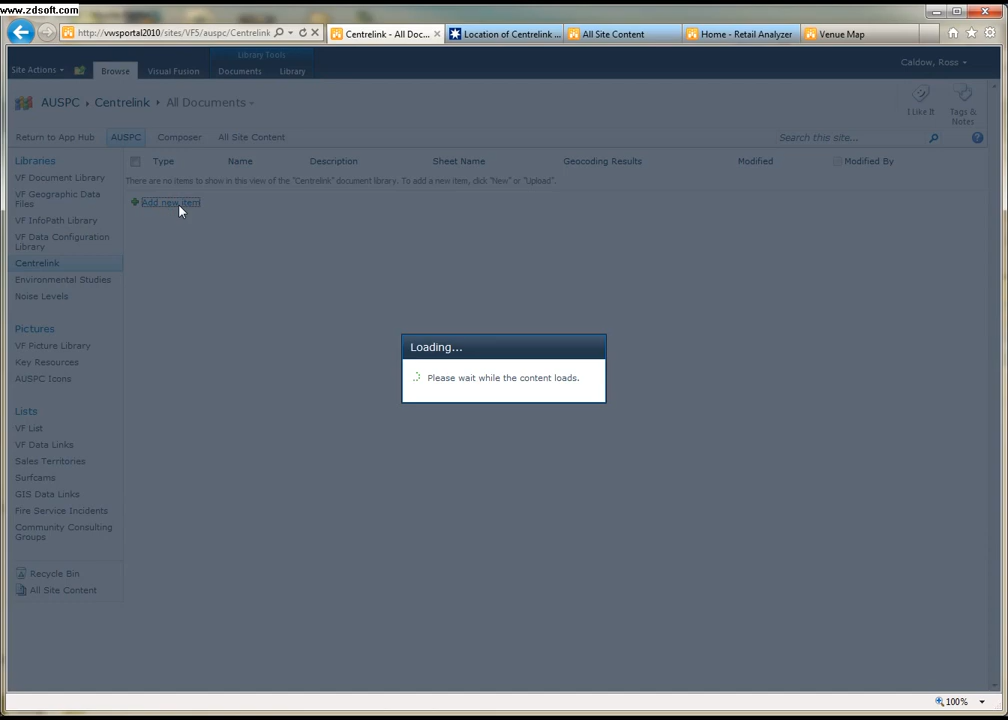 www.zdsoft.com
http://vwsportal2010/sites/VF5/auspc/Centrelink
Centrelink - All Doc...
Location of Centrelink ...
All Site Content
Home - Retail Analyzer
Venue Map
Library Tools
Site Actions
Browse
Visual Fusion
Documents
Library
Caldow, Ross
AUSPC
Centrelink
All Documents
I Like It
Tags &
Notes
Return to App Hub
AUSPC
Composer
All Site Content
Search this site...
Libraries
VF Document Library
VF Geographic Data
Files
VF InfoPath Library
VF Data Configuration
Library
Centrelink
Environmental Studies
Noise Levels
Pictures
VF Picture Library
Key Resources
AUSPC Icons
Lists
VF List
VF Data Links
Sales Territories
Surfcams
GIS Data Links
Fire Service Incidents
Community Consulting
Groups
Recycle Bin
All Site Content
Type
Name
Description
Sheet Name
Geocoding Results
Modified
Modified By
There are no items to show in this view of the "Centrelink" document library. To add a new item, click "New" or "Upload".
Add new item
Loading...
Please wait while the content loads.
100%